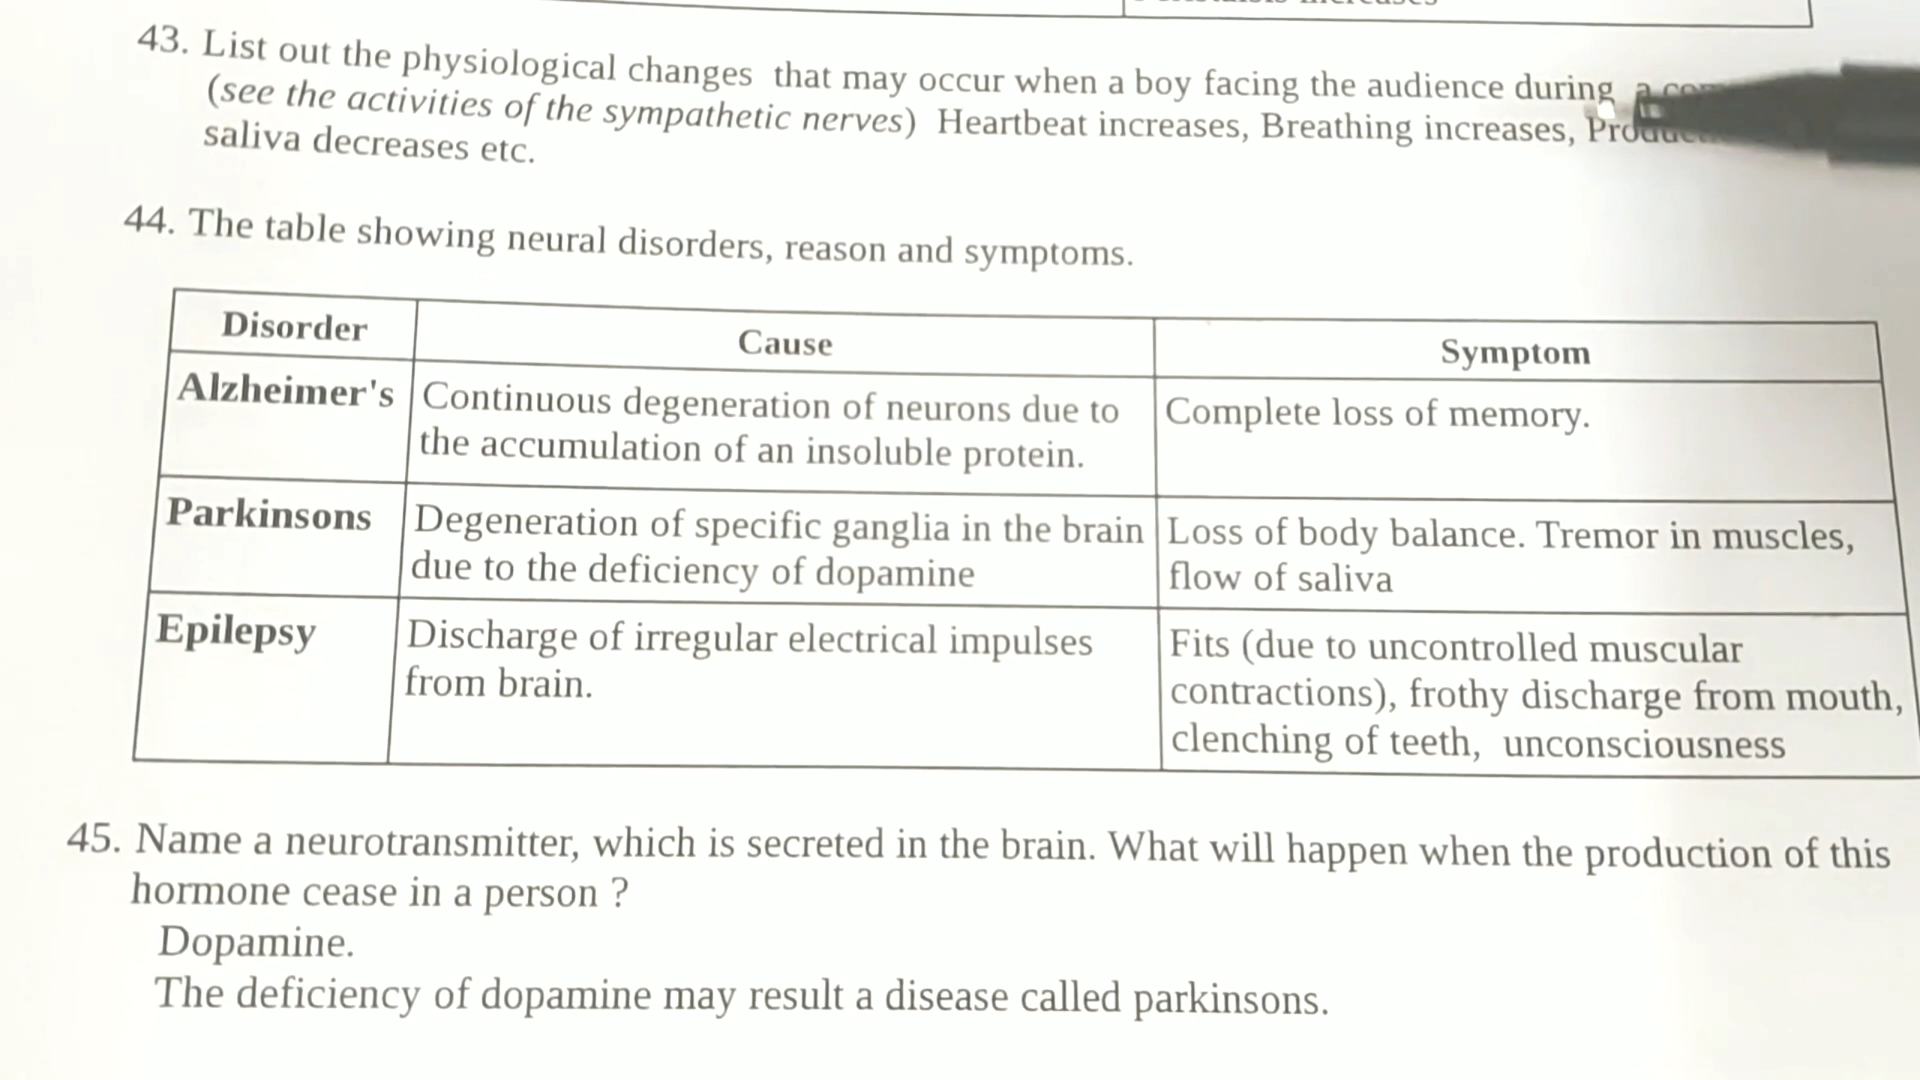 43. List out the physiological changes that may occur when a boy facing the audience during a
(see the activities of the sympathetic nerves) Heartbeat increases, Breathing increases,
saliva decreases etc.
44. The table showing neural disorders, reason and symptoms.
Disorder Cause Symptom
Alzheimer's Continuous degeneration of neurons due to Complete loss of memory.
the accumulation of an insoluble protein.
Parkinsons Degeneration of specific ganglia in the brain Loss of body balance. Tremor in muscles,
due to the deficiency of dopamine flow of saliva
Epilepsy Discharge of irregular electrical impulses Fits (due to uncontrolled muscular
from brain. contractions), frothy discharge from mouth,
clenching of teeth, unconsciousness
45. Name a neurotransmitter, which is secreted in the brain. What will happen when the production of this
hormone cease in a person ?
Dopamine.
The deficiency of dopamine may result a disease called parkinsons.